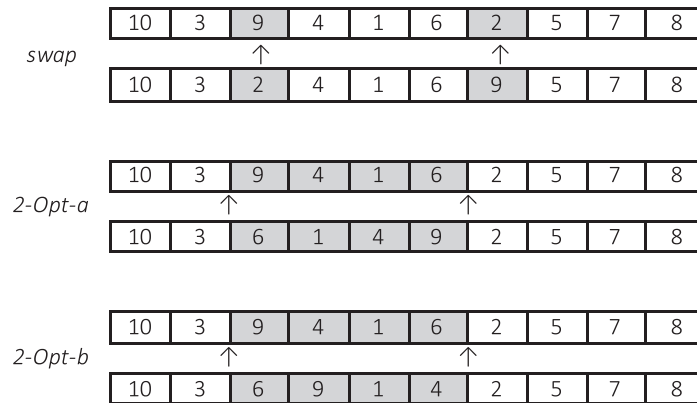 10 3 9 4 1 6 2 5 7 8
swap
10 3 2 4 1 6 9 5 7 8
10 3 9 4 1 6 2 5 7 8
2-Opt-a
10 3 6 1 4 9 2 5 7 8
10 3 9 4 1 6 2 5 7 8
2-Opt-b
10 3 6 9 1 4 2 5 7 8